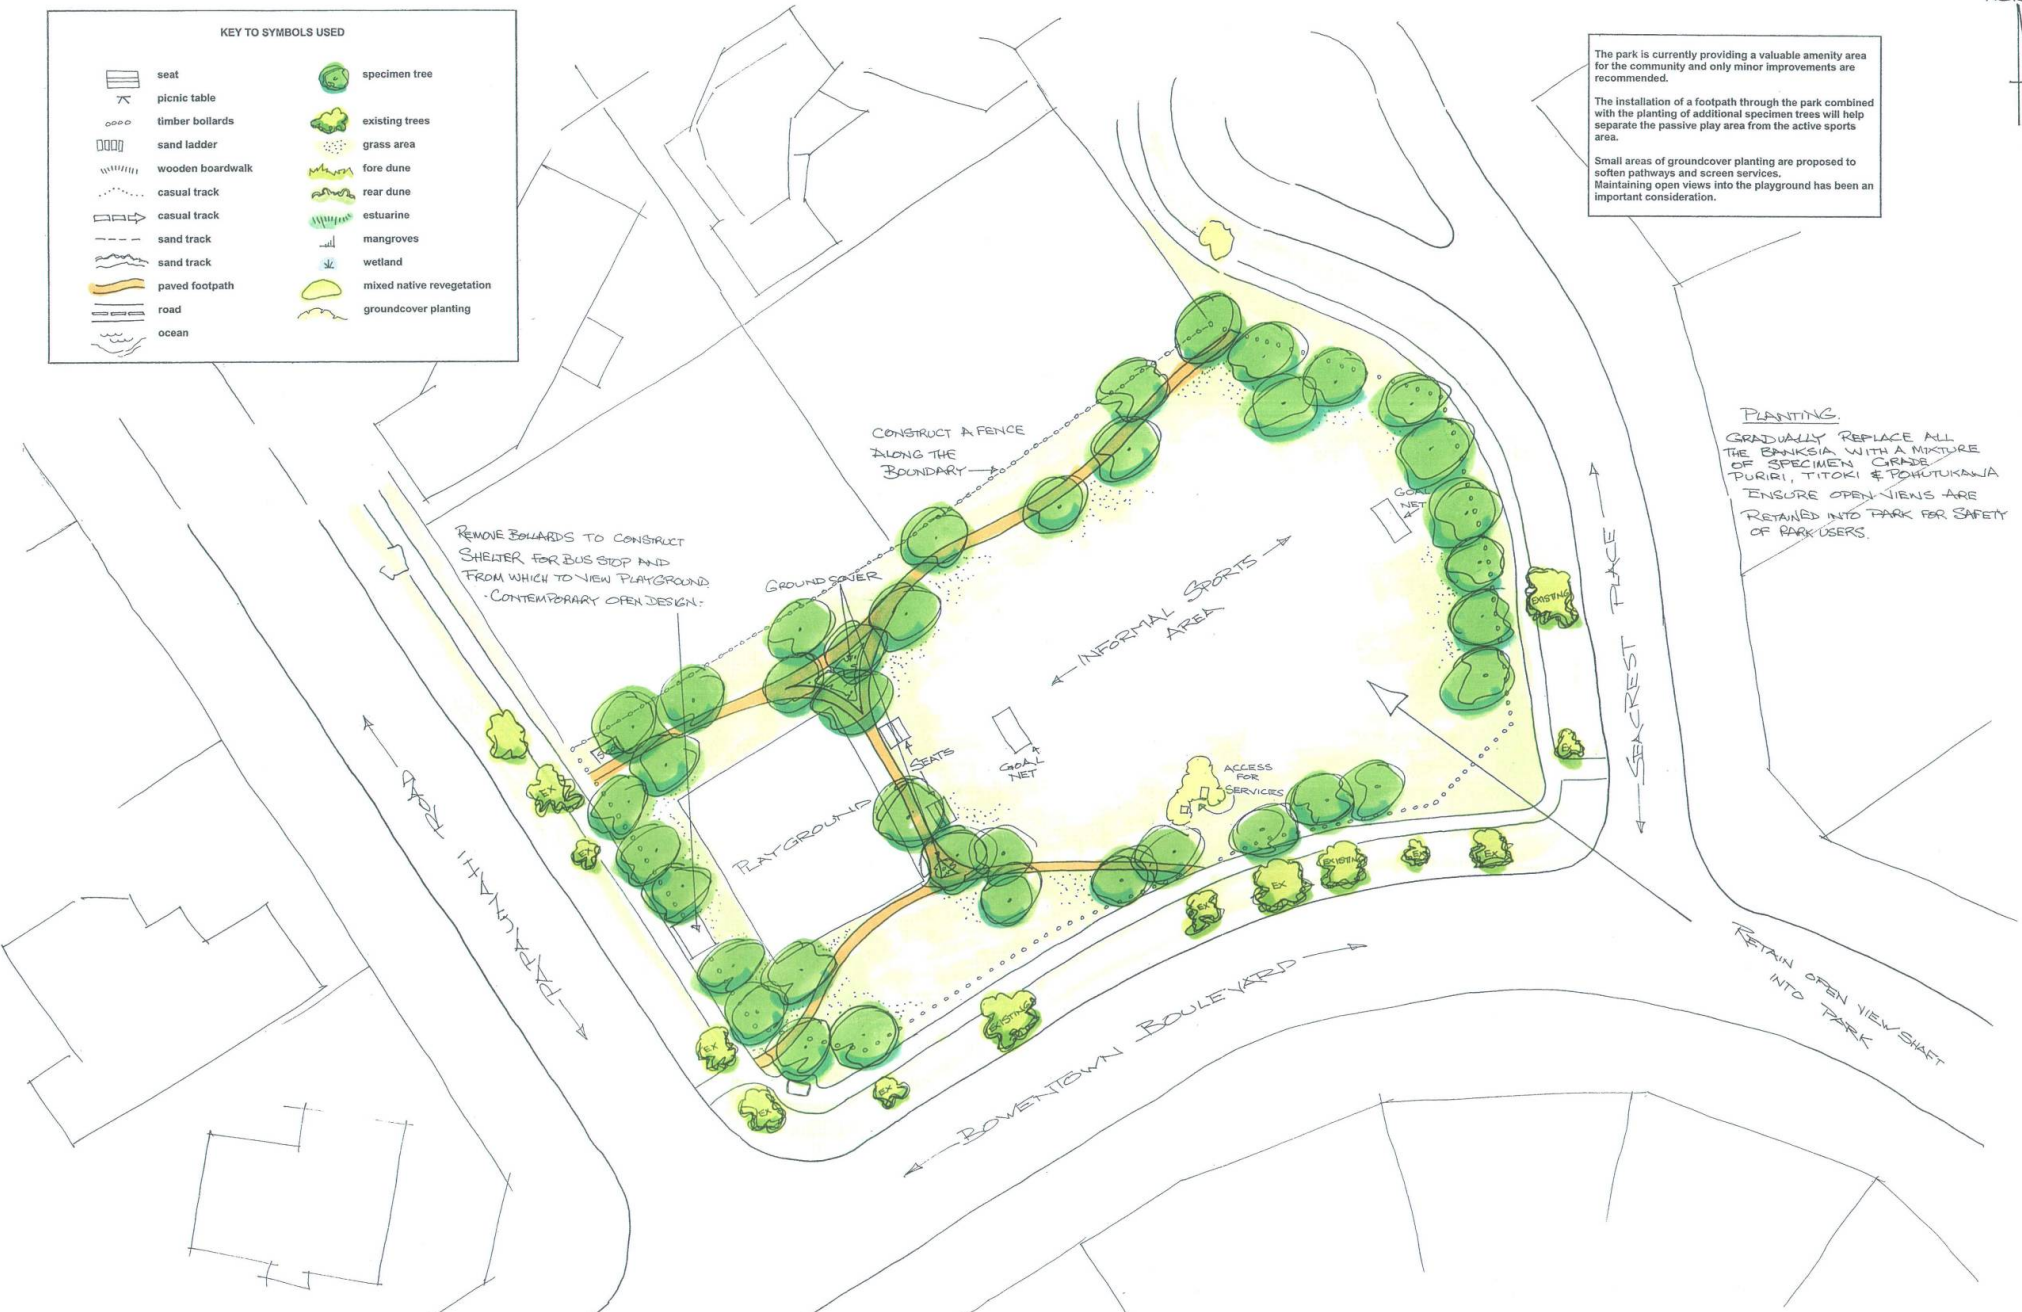 KEY TO SYMBOLS USED
seat
picnic table
timber bollards
sand ladder
wooden boardwalk
casual track
casual track
sand track
sand track
paved footpath
road
ocean
specimen tree
existing trees
grass area
fore dune
rear dune
estuarine
mangroves
wetland
mixed native revegetation
groundcover planting
The park is currently providing a valuable amenity area
for the community and only minor improvements are
recommended.
The installation of a footpath through the park combined
with the planting of additional specimen trees will help
separate the passive play area from the active sports
area.
Small areas of groundcover planting are proposed to
soften pathways and screen services.
Maintaining open views into the playground has been an
important consideration.
PLANTING.
GRADUALLY REPLACE ALL
THE BANKSIA WITH A MIXTURE
OF SPECIMEN GRADE
PURIRI, TITOKI & POHUTUKAWA
ENSURE OPEN VIEWS ARE
RETAINED INTO PARK FOR SAFETY
OF PARK USERS.
CONSTRUCT A FENCE
ALONG THE
BOUNDARY
REMOVE BOLLARDS TO CONSTRUCT
SHELTER FOR BUS STOP AND
FROM WHICH TO VIEW PLAYGROUND
- CONTEMPORARY OPEN DESIGN -
GROUNDCOVER
GOAL
NET
INFORMAL SPORTS
AREA
SEATS
GOAL
NET
ACCESS
FOR
SERVICES
PLAYGROUND
EXISTING
EX
EX
EX
EX
EX
EX
EXISTING
EX
EX
EXISTING
EX
EX
PAPAUNAHI ROAD
BOWENTOWN BOULEVARD
SEACREST PLACE
RETAIN OPEN VIEW SHAFT
INTO
PARK